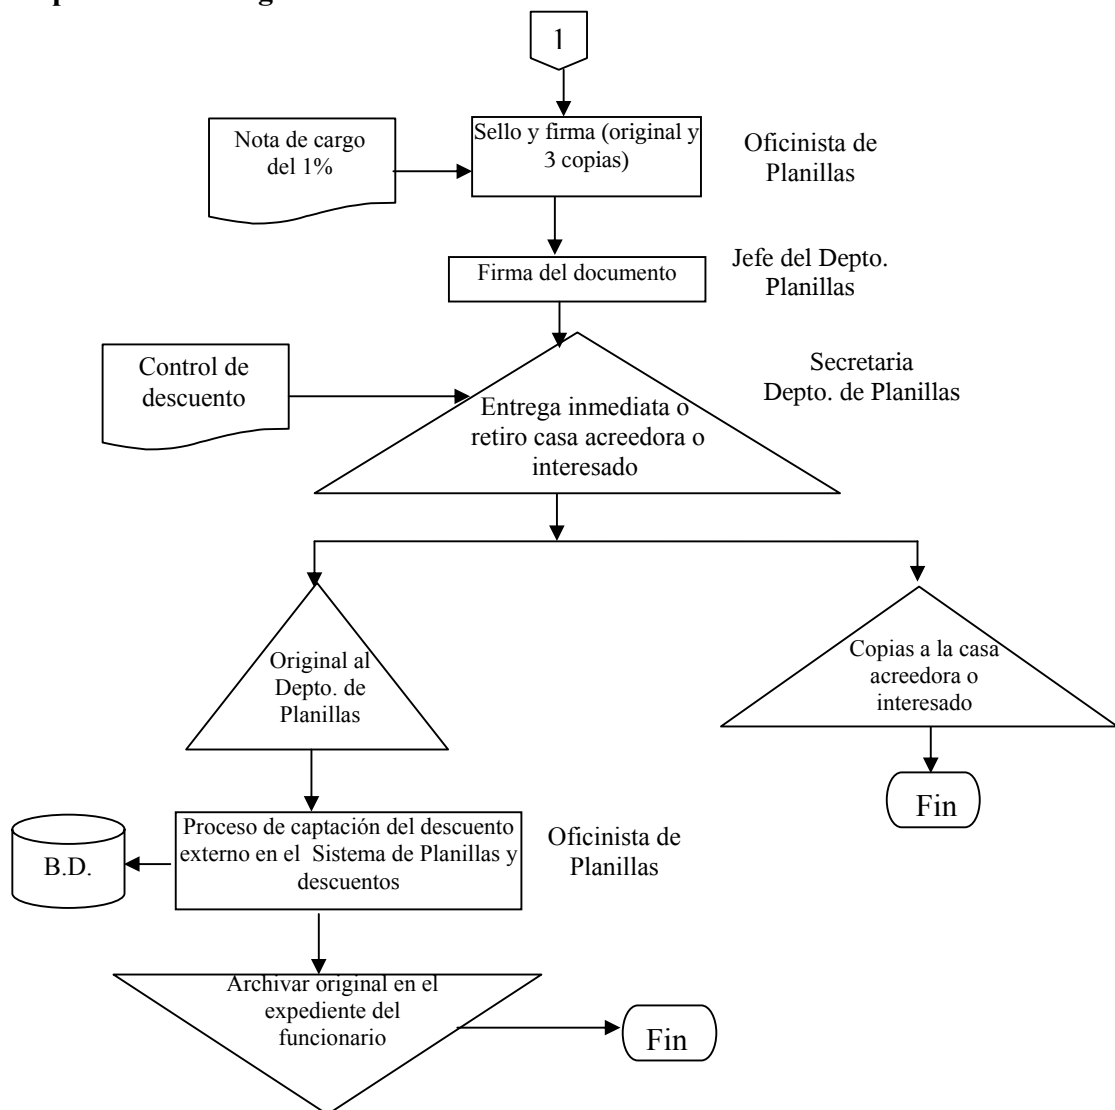 1
Sello y firma (original y
3 copias)
Oficinista de
Planillas
Nota de cargo
del 1%
Firma del documento
Jefe del Depto.
Planillas
Control de
descuento
Secretaria
Depto. de Planillas
Entrega inmediata o
retiro casa acreedora o
interesado
Original al
Depto. de
Planillas
Copias a la casa
acreedora o
interesado
Fin
B.D.
Proceso de captación del descuento
externo en el Sistema de Planillas y
descuentos
Oficinista de
Planillas
Archivar original en el
expediente del
funcionario
Fin